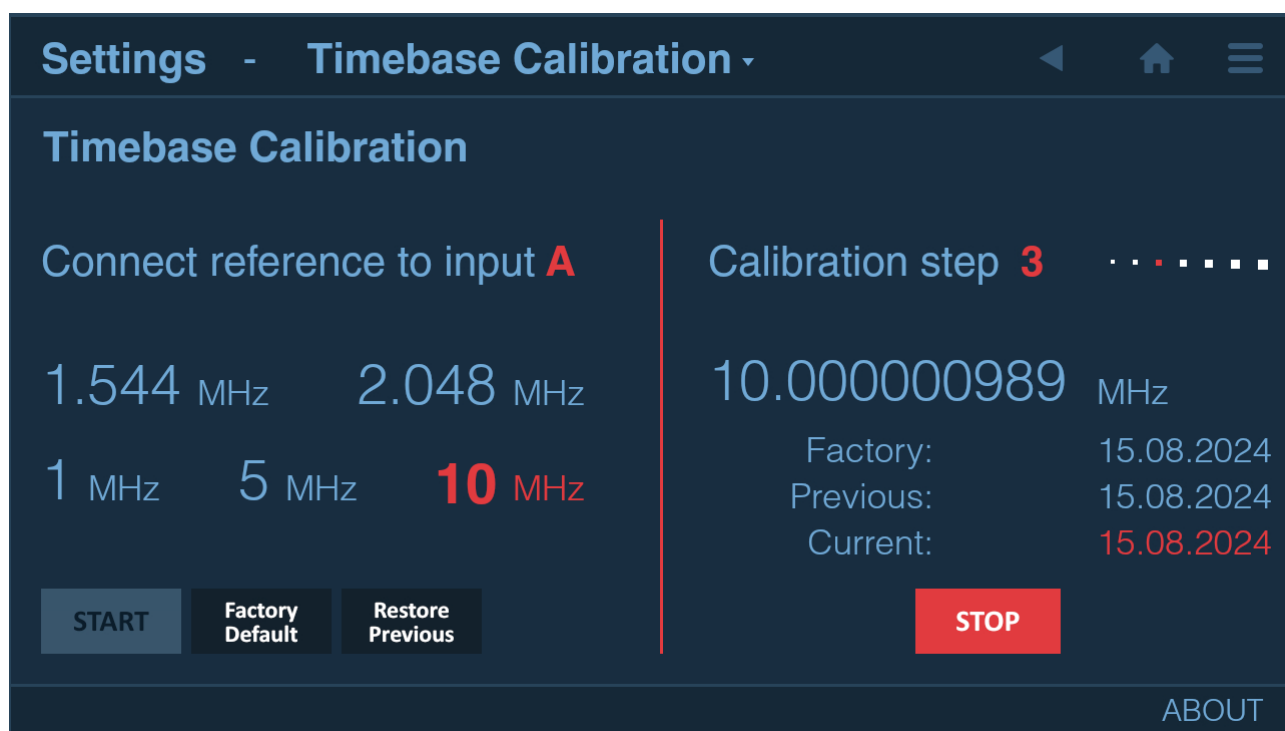 Settings - Timebase Calibration
Timebase Calibration
Connect reference to input A
1.544 MHz 2.048 MHz
1 MHz 5 MHz 10 MHz
START
Factory
Default
Restore
Previous
Calibration step 3
10.000000989 MHz
Factory: 15.08.2024
Previous: 15.08.2024
Current: 15.08.2024
STOP
ABOUT